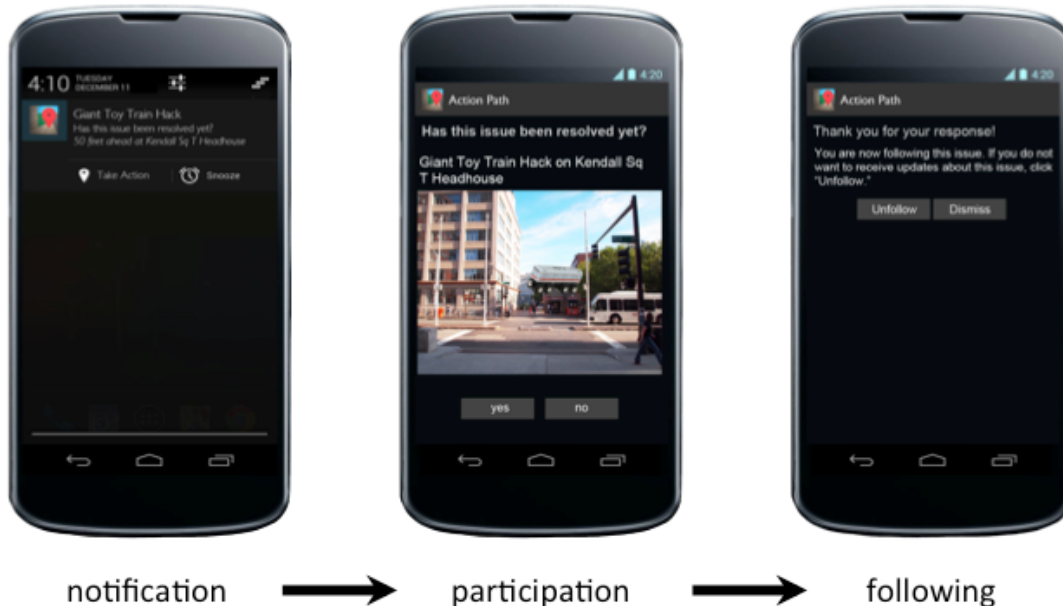 4:10 TUESDAY
DECEMBER 11
Giant Toy Train Hack
Has this issue been resolved yet?
50 feet ahead at Kendall Sq T Headhouse
Take Action
Snooze
4:20
Action Path
Has this issue been resolved yet?
Giant Toy Train Hack on Kendall Sq
T Headhouse
yes
no
4:20
Action Path
Thank you for your response!
You are now following this issue. If you do not
want to receive updates about this issue, click
"Unfollow."
Unfollow
Dismiss
notification
participation
following